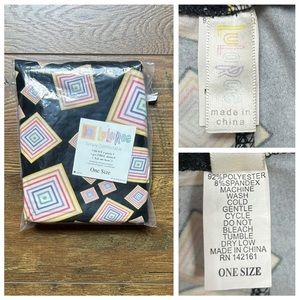 LuLaRoe
One Size
LuLaRoe
made in
china
92%POLYESTER
8%SPANDEX
MACHINE
WASH
COLD
GENTLE
CYCLE
DO NOT
BLEACH
TUMBLE
DRY LOW
MADE IN CHINA
RN 142161
ONE SIZE